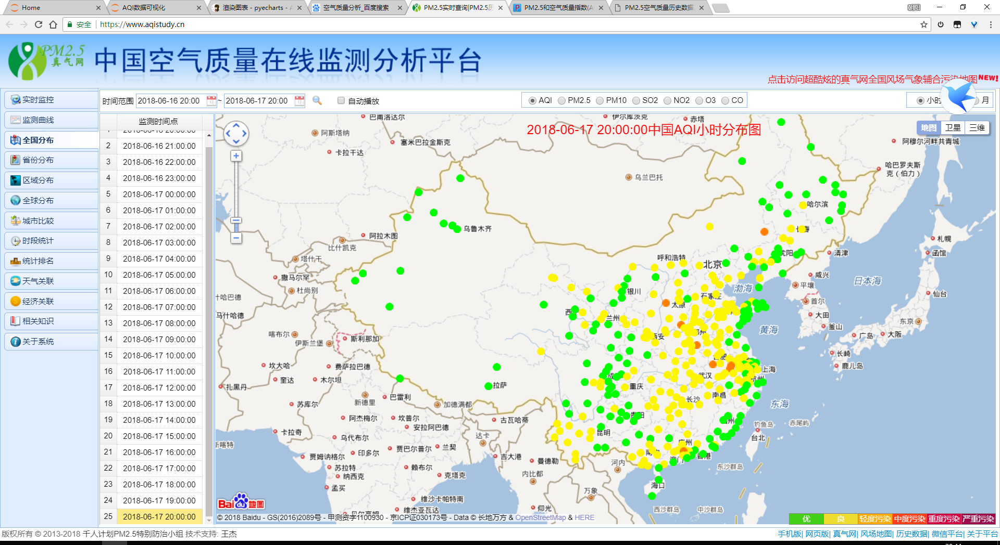 Home
AQI数据可视化
渲染图表 - pyecharts - A
空气质量分析_百度搜索
PM2.5实时查询|PM2.5历
PM2.5和空气质量指数(A
PM2.5空气质量历史数据
朝阳
安全
https://www.aqistudy.cn
PM2.5
真气网
中国空气质量在线监测分析平台
点击访问超酷炫的真气网全国风场气象辅合污染地图 NEW!
实时监控
监测曲线
全国分布
省份分布
区域分布
全球分布
城市比较
时段统计
统计排名
天气关联
经济关联
相关知识
关于系统
时间范围 2018-06-16 20:00 ~ 2018-06-17 20:00 自动播放
AQI PM2.5 PM10 SO2 NO2 O3 CO
小时 月
监测时间点
1 2018-06-16 20:00:00
2 2018-06-16 21:00:00
3 2018-06-16 22:00:00
4 2018-06-16 23:00:00
5 2018-06-17 00:00:00
6 2018-06-17 01:00:00
7 2018-06-17 02:00:00
8 2018-06-17 03:00:00
9 2018-06-17 04:00:00
10 2018-06-17 05:00:00
11 2018-06-17 06:00:00
12 2018-06-17 07:00:00
13 2018-06-17 08:00:00
14 2018-06-17 09:00:00
15 2018-06-17 10:00:00
16 2018-06-17 11:00:00
17 2018-06-17 12:00:00
18 2018-06-17 13:00:00
19 2018-06-17 14:00:00
20 2018-06-17 15:00:00
21 2018-06-17 16:00:00
22 2018-06-17 17:00:00
23 2018-06-17 18:00:00
24 2018-06-17 19:00:00
25 2018-06-17 20:00:00
2018-06-17 20:00:00中国AQI小时分布图
地图 卫星 三维
巴甫洛达尔
伊尔库茨克
赤塔
阿斯塔纳
塞米巴拉金斯克
卡拉干达
阿穆尔河畔共青城
哈巴罗夫斯
克（伯力）
乌兰巴托
哈尔滨
乌鲁木齐
阿拉木图
比什凯克
塔什干
撒马尔罕
杜尚别
什哈巴德
马什哈德
喀布尔
伊斯兰堡
斯利那加
坎大哈
费萨拉巴德
奎达
木尔坦
扎黑丹
新德里
巴雷利
苏库尔
加德满都
阿杰梅尔
坎普尔
古瓦哈蒂
卡拉奇
安拉阿巴德
乌代布尔
达卡
斯喀特
贾巴尔普尔
兰契
贾姆讷格尔
印多尔
吉大港
曼德勒
苏拉特
赖布尔
内比都
纳西克
克塔克
孟买
维沙卡帕特南
维杰亚瓦达
仰光
万象
河内
札幌
函馆
清津
沈阳
咸兴
平壤
日本海
仙台
首尔
大田
东京
釜山
广岛
大阪
长崎
鹿儿岛
呼和浩特
北京
渤海
银川
太原
石家庄
兰州
西安
黄海
拉萨
重庆
武汉
上海
杭州
南昌
长沙
东海
贵阳
昆明
钓鱼岛
赤尾屿
台北
广州
香港
澳门
东沙群岛
海口
西沙群岛
中沙群岛
Baidu地图
© 2018 Baidu - GS(2016)2089号 - 甲测资字1100930 - 京ICP证030173号 - Data © 长地万方 & OpenStreetMap & HERE
优 良 轻度污染 中度污染 重度污染 严重污染
版权所有 © 2013-2018 千人计划PM2.5特别防治小组 技术支持: 王杰
手机版| 网页版| 真气网| 风场地图| 历史数据| 微信平台| 关于平台